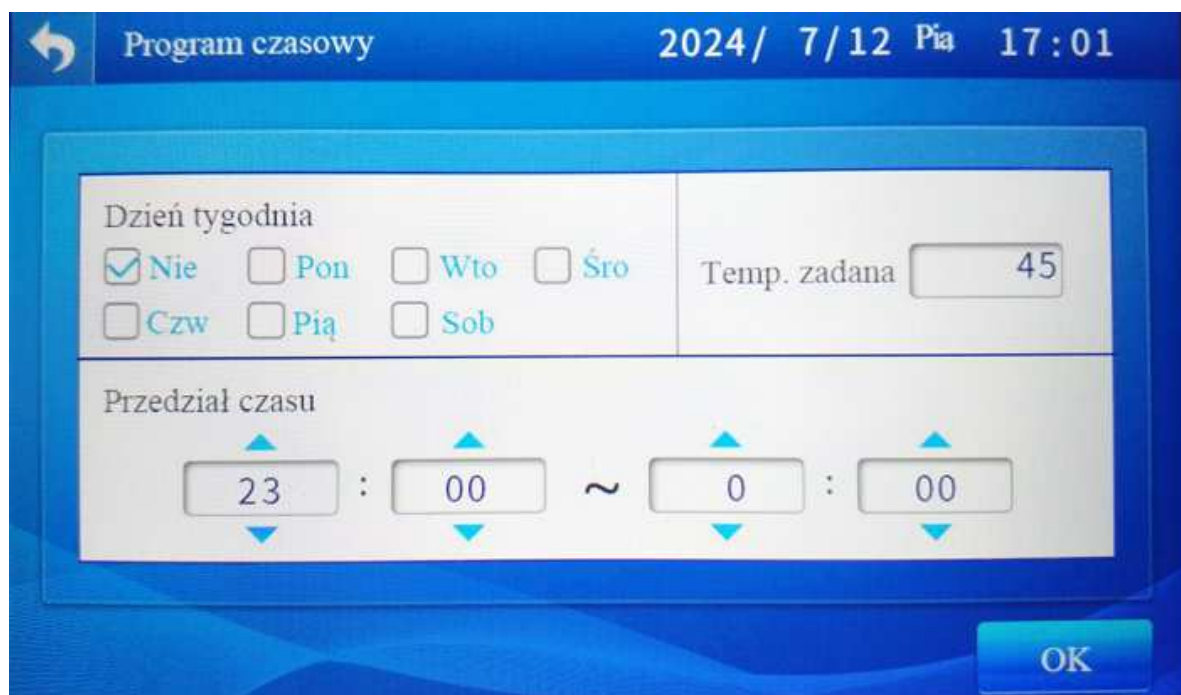 Program czasowy 2024/ 7/12 Pią 17:01
Dzień tygodnia
Nie Pon Wto Śro
Czw Pią Sob
Temp. zadana 45
Przedział czasu
23 : 00 ~ 0 : 00
OK